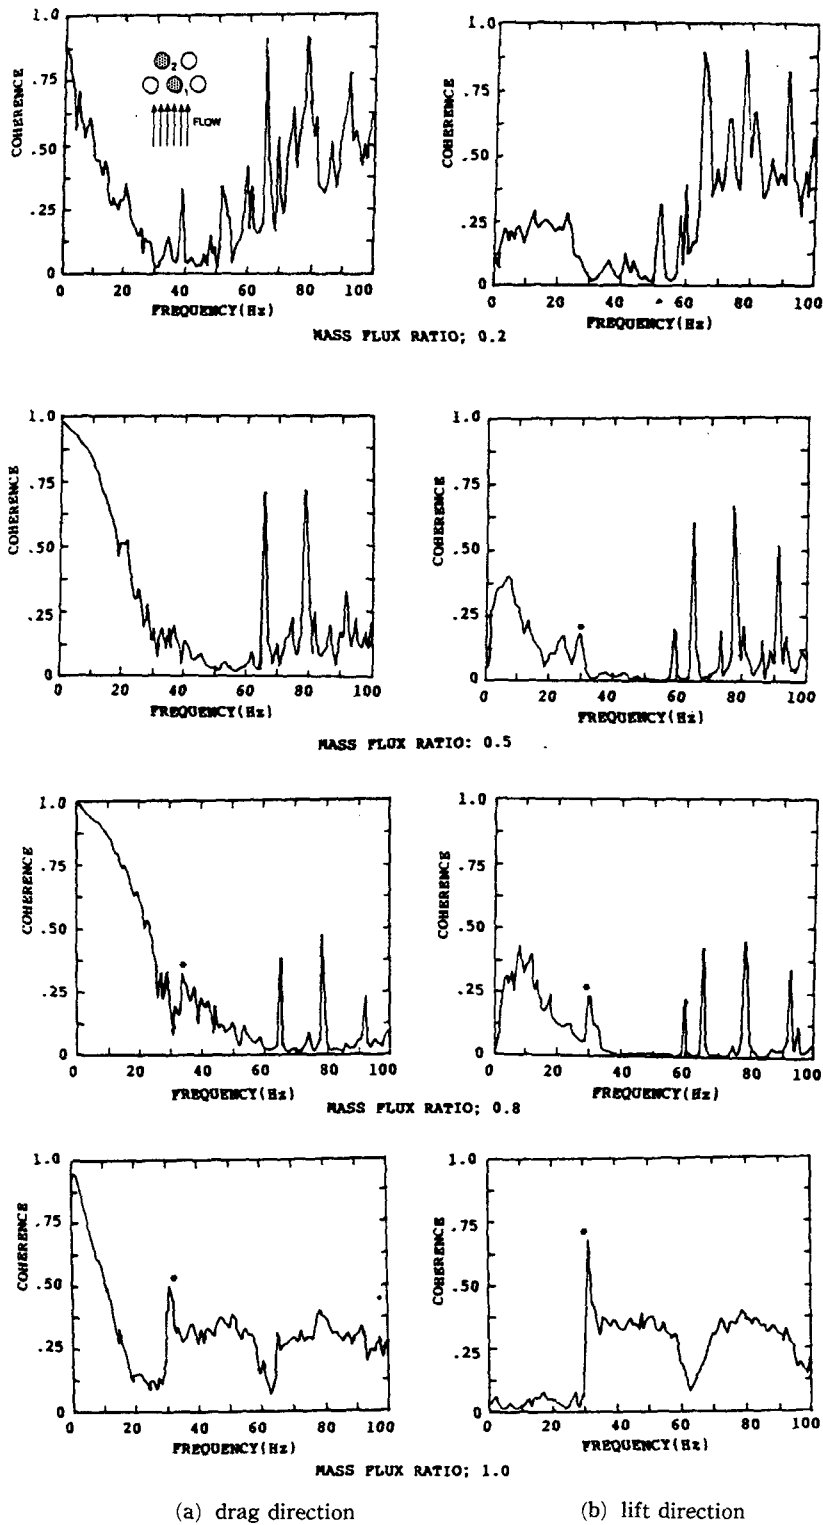 1.0
.75
.50
.25
0
COHERENCE
2
1
FLOW
0 20 40 60 80 100
FREQUENCY(Hz)
1.0
.75
.50
.25
0
COHERENCE
0 20 40 60 80 100
FREQUENCY(Hz)
MASS FLUX RATIO; 0.2
1.0
.75
.50
.25
0
COHERENCE
0 20 40 60 80 100
FREQUENCY(Hz)
1.0
.75
.50
.25
0
COHERENCE
0 20 40 60 80 100
FREQUENCY(Hz)
MASS FLUX RATIO: 0.5
1.0
.75
.50
.25
0
COHERENCE
0 20 40 60 80 100
FREQUENCY(Hz)
1.0
.75
.50
.25
0
COHERENCE
0 20 40 60 80 100
FREQUENCY(Hz)
MASS FLUX RATIO; 0.8
1.0
.75
.50
.25
0
COHERENCE
0 20 40 60 80 100
FREQUENCY(Hz)
1.0
.75
.50
.25
0
COHERENCE
0 20 40 60 80 100
FREQUENCY(Hz)
MASS FLUX RATIO; 1.0
(a) drag direction
(b) lift direction